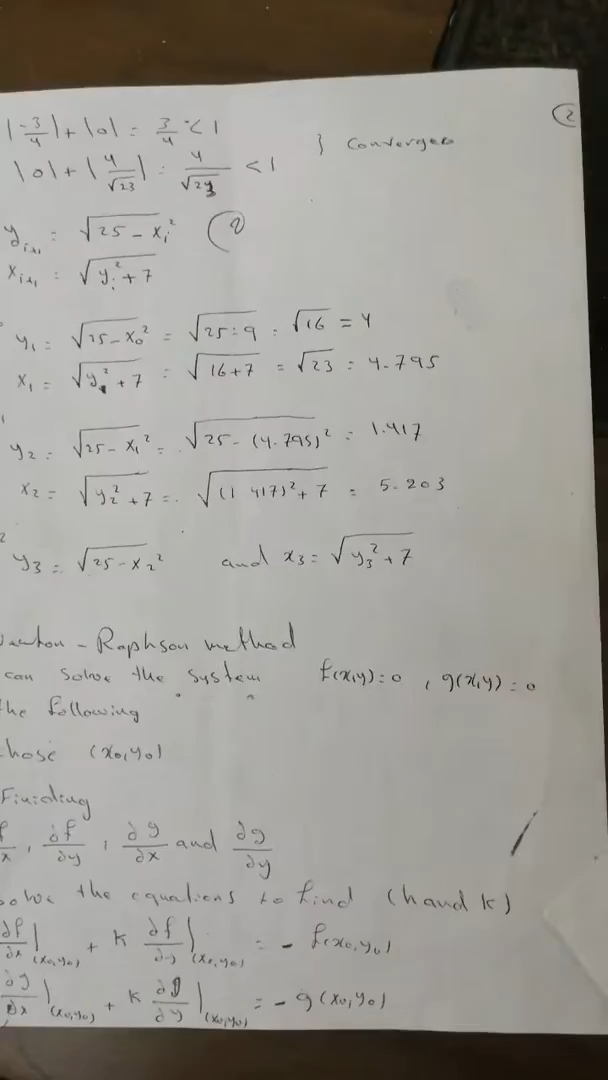 ②
|-3/4| + |0| = 3/4 < 1
} Converges
|0| + |4/√23| = 4/√23 < 1
y_{i+1} = √(25 - x_i²) ②
x_{i+1} = √(y_i² + 7)
y₁ = √(25 - x₀²) = √(25 - 9) = √16 = 4
x₁ = √(y₁² + 7) = √(16+7) = √23 = 4.795
y₂ = √(25 - x₁²) = √(25 - (4.795)²) = 1.417
x₂ = √(y₂² + 7) = √((1.417)² + 7) = 5.203
y₃ = √(25 - x₂²) and x₃ = √(y₃² + 7)
Newton - Raphson method
can solve the system f(x,y)=0 , g(x,y)=0
the following
chose (x₀,y₀)
Finiding
∂f/∂x , ∂f/∂y , ∂g/∂x and ∂g/∂y
solve the equations to find (h and k)
∂f/∂x|(x₀,y₀) + k ∂f/∂y|(x₀,y₀) = - f(x₀,y₀)
∂g/∂x|(x₀,y₀) + k ∂g/∂y|(x₀,y₀) = - g(x₀,y₀)